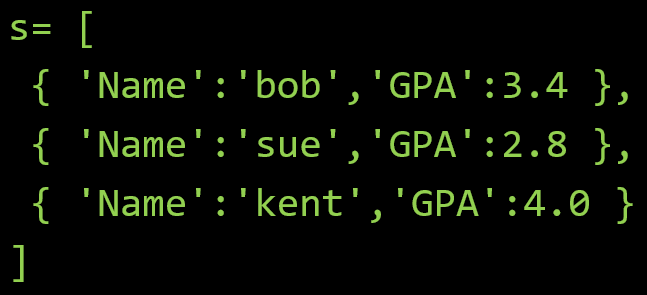 s= [
{ 'Name':'bob','GPA':3.4 },
{ 'Name':'sue','GPA':2.8 },
{ 'Name':'kent','GPA':4.0 }
]